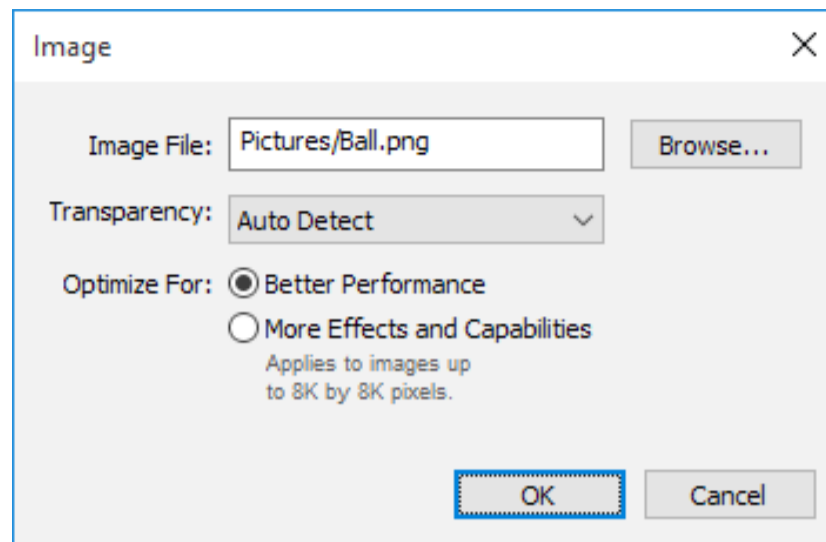 Image
Image File: Pictures/Ball.png Browse...
Transparency: Auto Detect
Optimize For: Better Performance
More Effects and Capabilities
Applies to images up
to 8K by 8K pixels.
OK Cancel